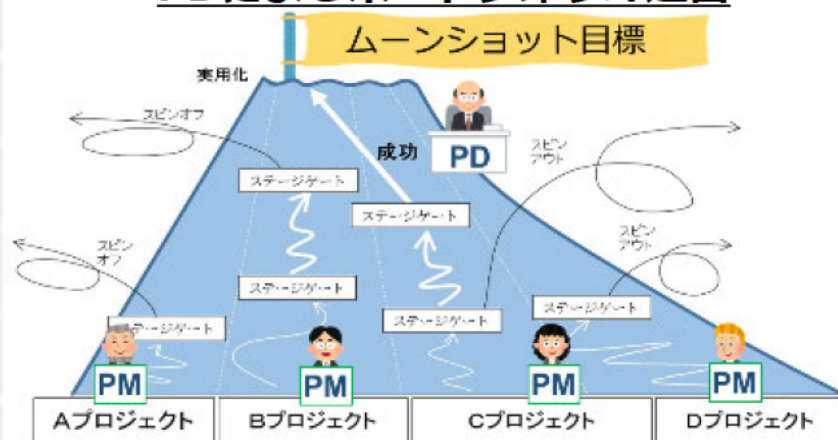 ムーンショット目標
実用化
スピンオフ
成功
PD
スピン
アウト
ステージゲート
ステージゲート
スピン
オフ
スピン
アウト
ステージゲート
ステージゲート
ステージゲート
ステージゲート
PM
PM
PM
PM
Aプロジェクト
Bプロジェクト
Cプロジェクト
Dプロジェクト